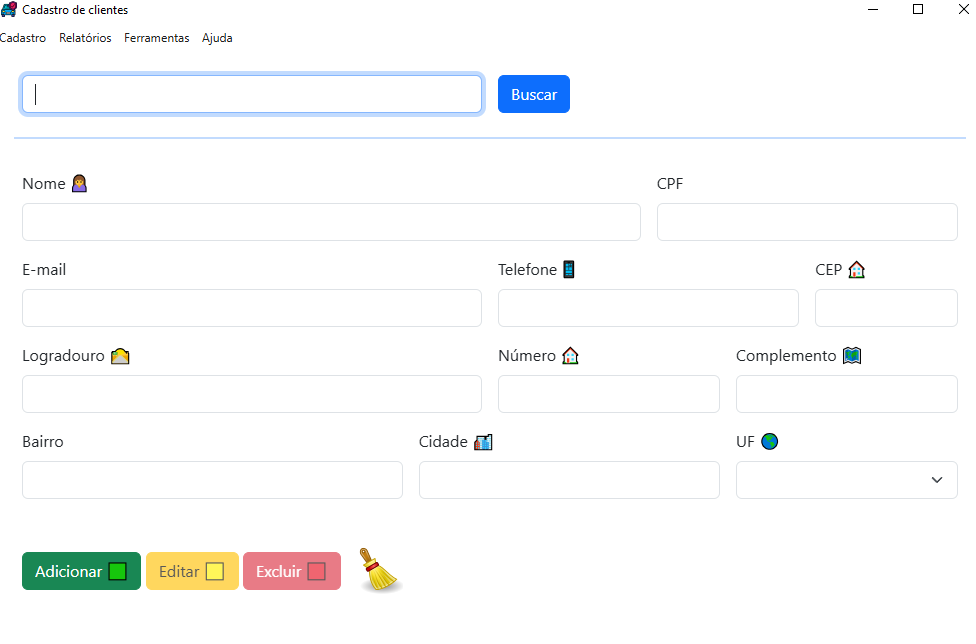 Cadastro de clientes
Cadastro Relatórios Ferramentas Ajuda
Buscar
Nome CPF
E-mail Telefone CEP
Logradouro Número Complemento
Bairro Cidade UF
Adicionar Editar Excluir